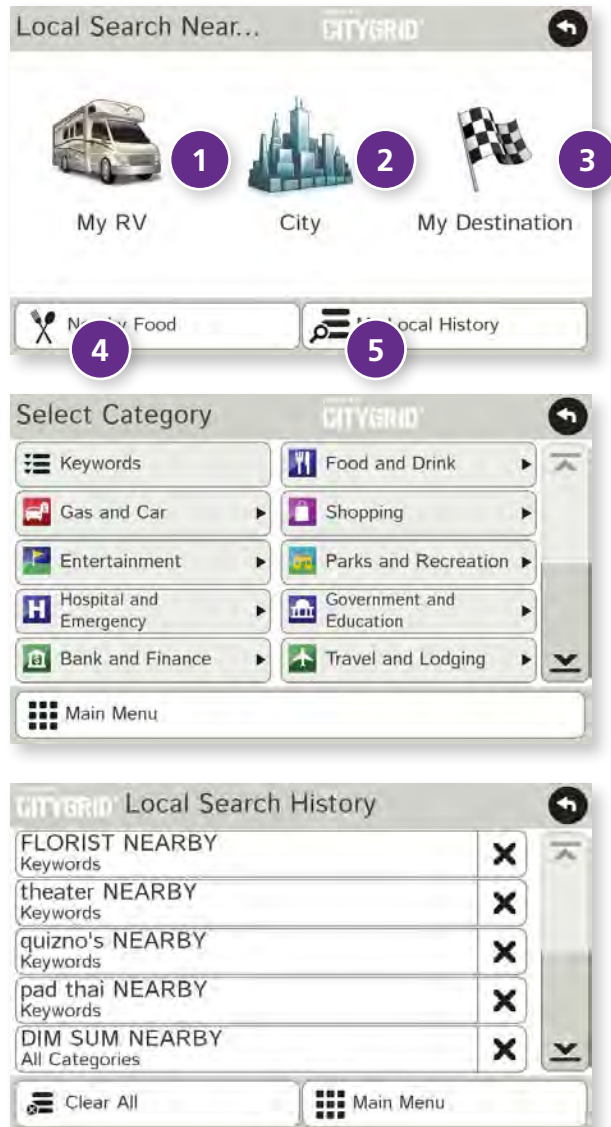 Local Search Near... CITYGRID
1 2 3
My RV City My Destination
Nearby Food My Local History
4 5
Select Category CITYGRID
Keywords Food and Drink
Gas and Car Shopping
Entertainment Parks and Recreation
Hospital and Emergency Government and Education
Bank and Finance Travel and Lodging
Main Menu
CITYGRID Local Search History
FLORIST NEARBY
Keywords
theater NEARBY
Keywords
quizno's NEARBY
Keywords
pad thai NEARBY
Keywords
DIM SUM NEARBY
All Categories
Clear All Main Menu